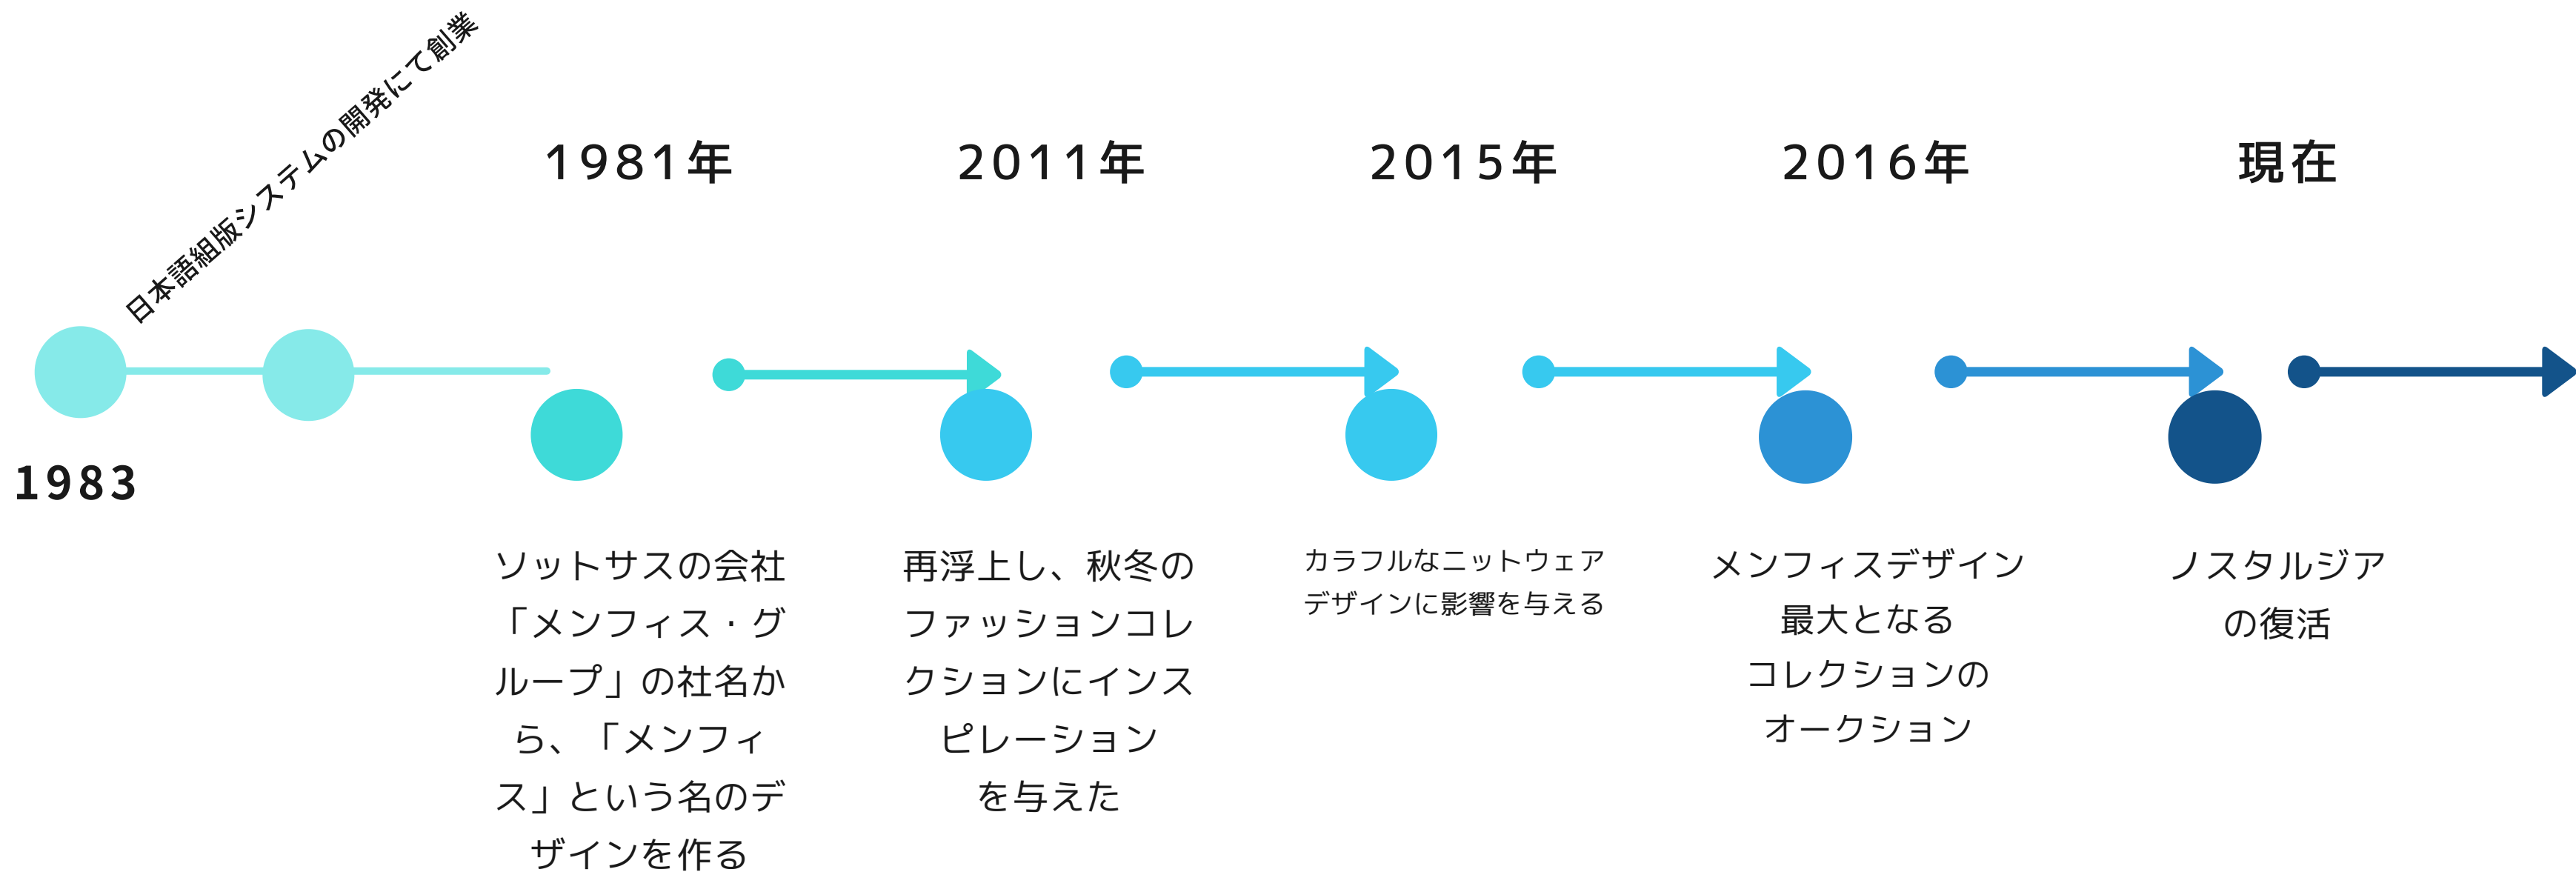 日本語組版システムの開発にて創業
1983
1981年
ソットサスの会社
「メンフィス・グ
ループ」の社名か
ら、「メンフィ
ス」という名のデ
ザインを作る
2011年
再浮上し、秋冬の
ファッションコレ
クションにインス
ピレーション
を与えた
2015年
カラフルなニットウェア
デザインに影響を与える
2016年
メンフィスデザイン
最大となる
コレクションの
オークション
現在
ノスタルジア
の復活